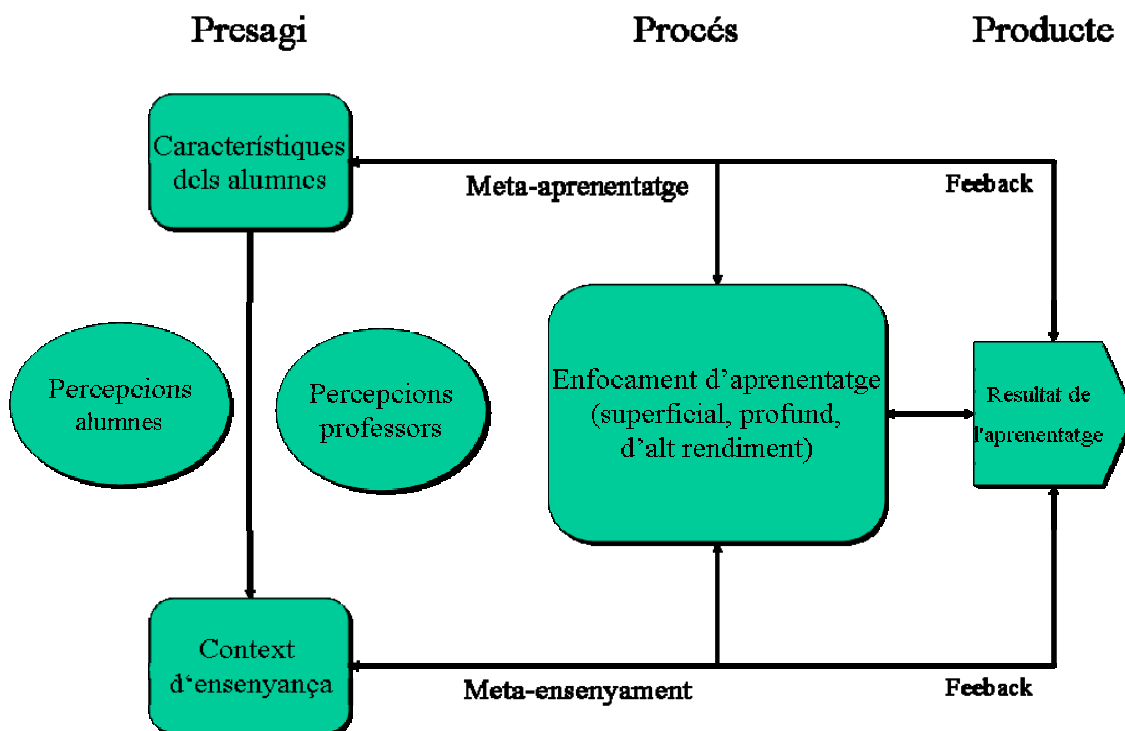 Presagi
Procés
Producte
Característiques
dels alumnes
Meta-aprenentatge
Feeback
Percepcions
alumnes
Percepcions
professors
Enfocament d'aprenentatge
(superficial, profund,
d'alt rendiment)
Resultat de
l'aprenentatge
Context
d'ensenyança
Meta-ensenyament
Feeback